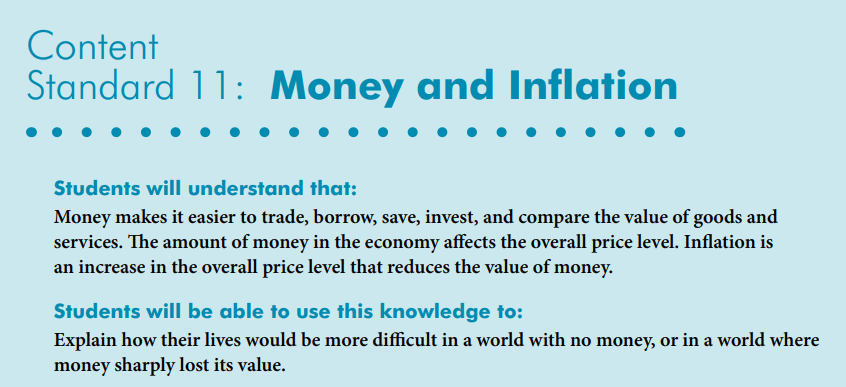 Content
Standard 11: Money and Inflation
Students will understand that:
Money makes it easier to trade, borrow, save, invest, and compare the value of goods and
services. The amount of money in the economy affects the overall price level. Inflation is
an increase in the overall price level that reduces the value of money.
Students will be able to use this knowledge to:
Explain how their lives would be more difficult in a world with no money, or in a world where
money sharply lost its value.